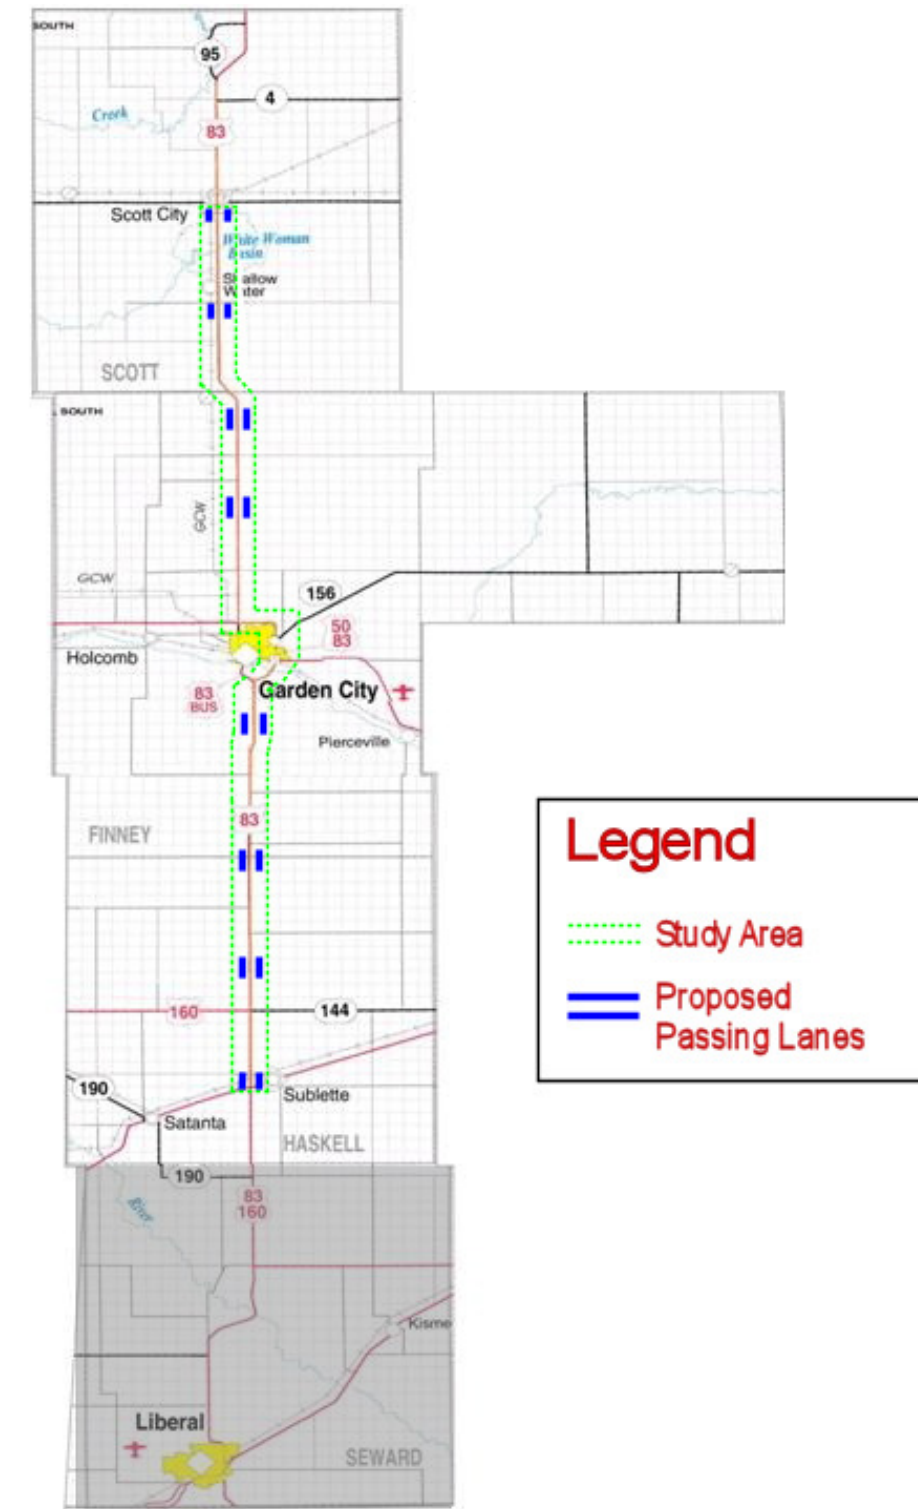 SOUTH
95
4
Creek
83
Scott City
White Woman
Basin
Shallow
Water
SCOTT
SOUTH
GCW
GCW
156
50
83
Holcomb
83
BUS
Garden City
Pierceville
83
FINNEY
160
144
190
Sublette
Satanta
HASKELL
190
83
160
River
Kisme
Liberal
SEWARD
Legend
Study Area
Proposed
Passing Lanes